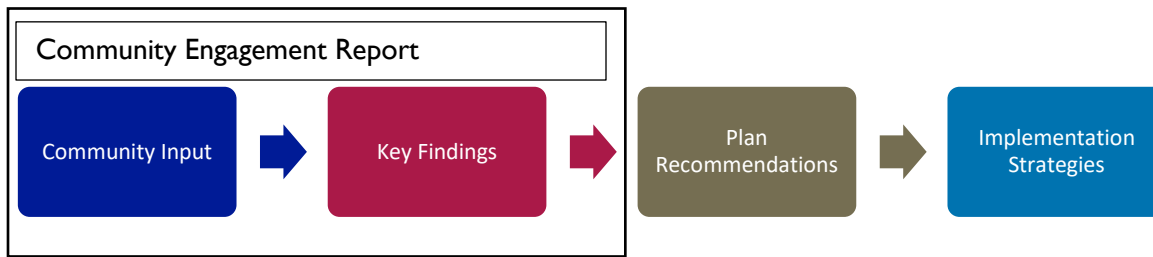 Community Engagement Report
Community Input
Key Findings
Plan
Recommendations
Implementation
Strategies